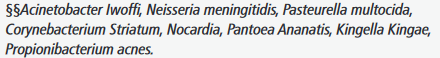 §§Acinetobacter Iwoffi, Neisseria meningitidis, Pasteurella multocida,
Corynebacterium Striatum, Nocardia, Pantoea Ananatis, Kingella Kingae,
Propionibacterium acnes.